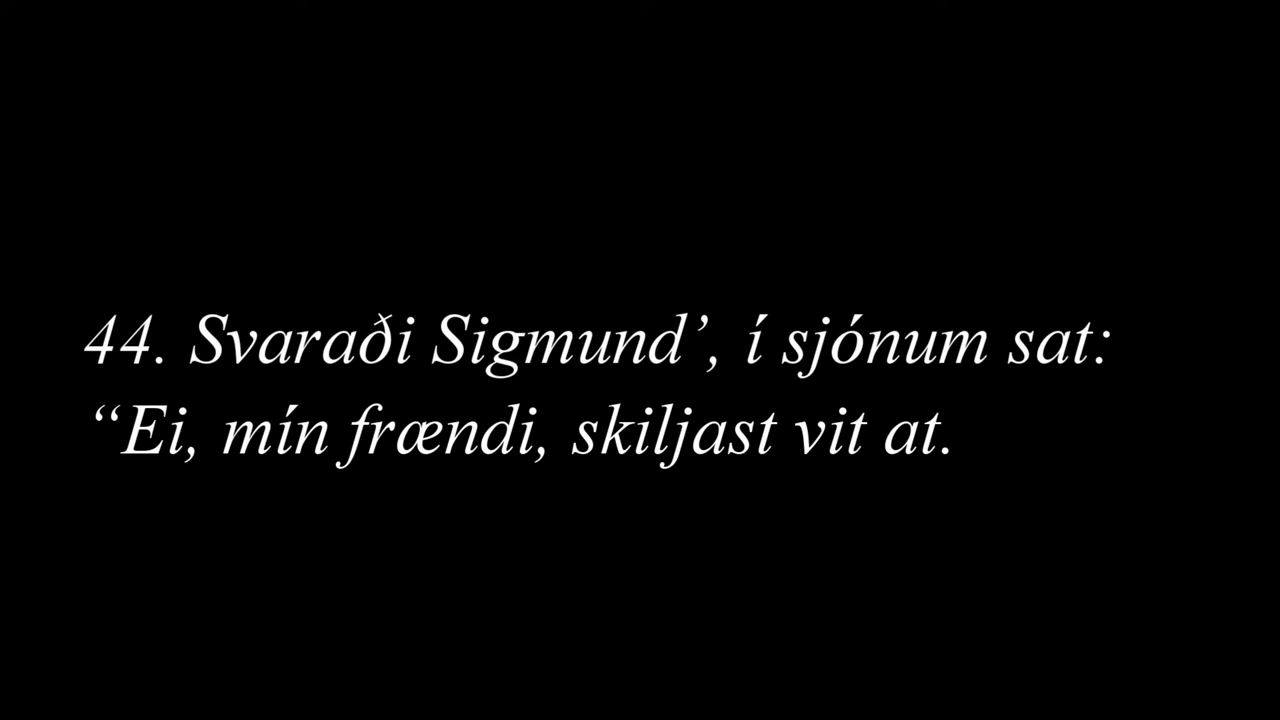 44. Svaraði Sigmund’, í sjónum sat:
“Ei, mín frændi, skiljast vit at.